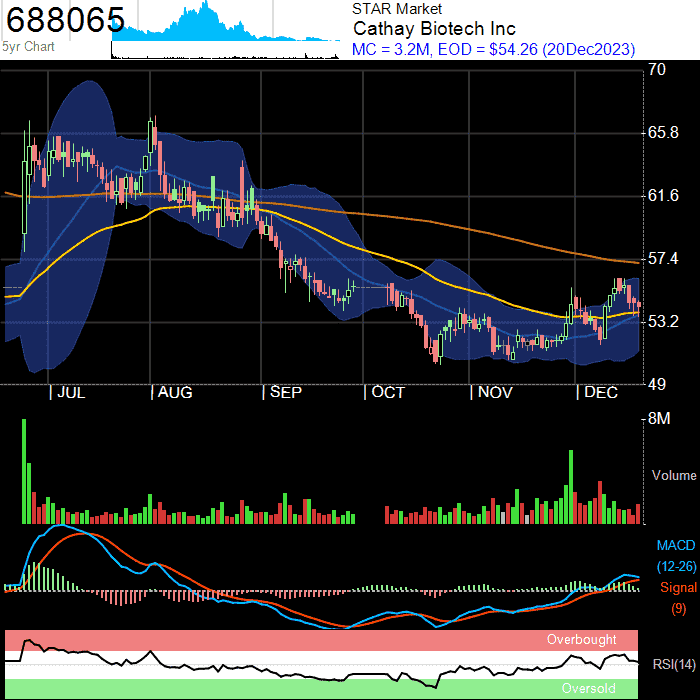 688065
STAR Market
Cathay Biotech Inc
5yr Chart
MC = 3.2M, EOD = $54.26 (20Dec2023)
70
65.8
61.6
57.4
53.2
49
| JUL | AUG | SEP | OCT | NOV | DEC
8M
Volume
MACD
(12-26)
Signal
(9)
Overbought
RSI(14)
Oversold